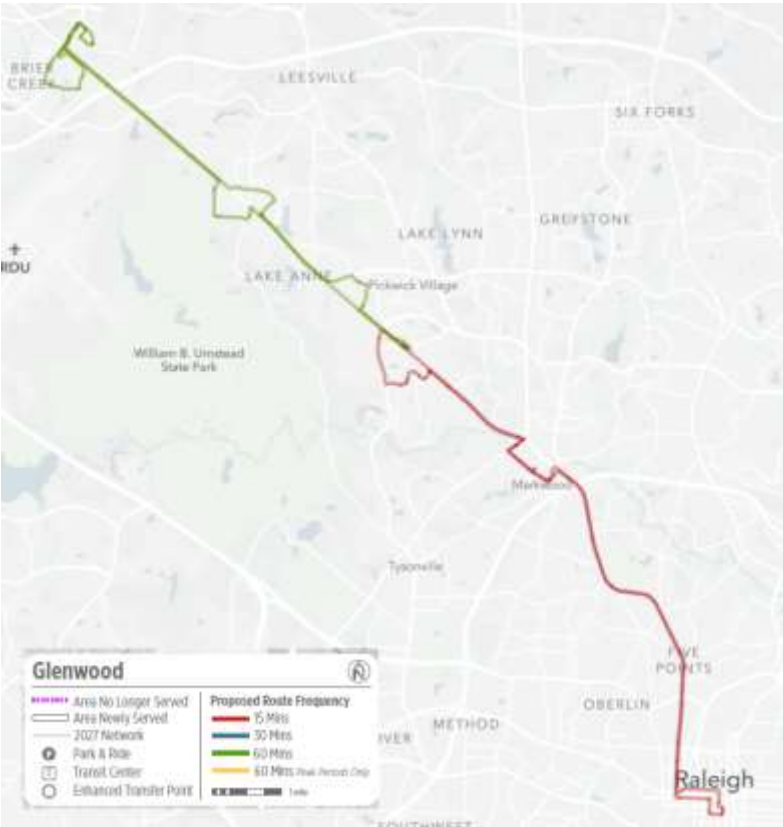 BRIER
CREEK
LEESVILLE
SIX FORKS
GREYSTONE
LAKE LYNN
RDU
LAKE ANNE
Pickwick Village
William B. Umstead
State Park
Tysonville
FIVE
POINTS
OBERLIN
METHOD
Raleigh
SOUTHWEST
Glenwood
N
Area No Longer Served
Area Newly Served
2027 Network
P Park & Ride
T Transit Center
Enhanced Transfer Point
Proposed Route Frequency
15 Mins
30 Mins
60 Mins
60 Mins Peak Periods Only
1 mile